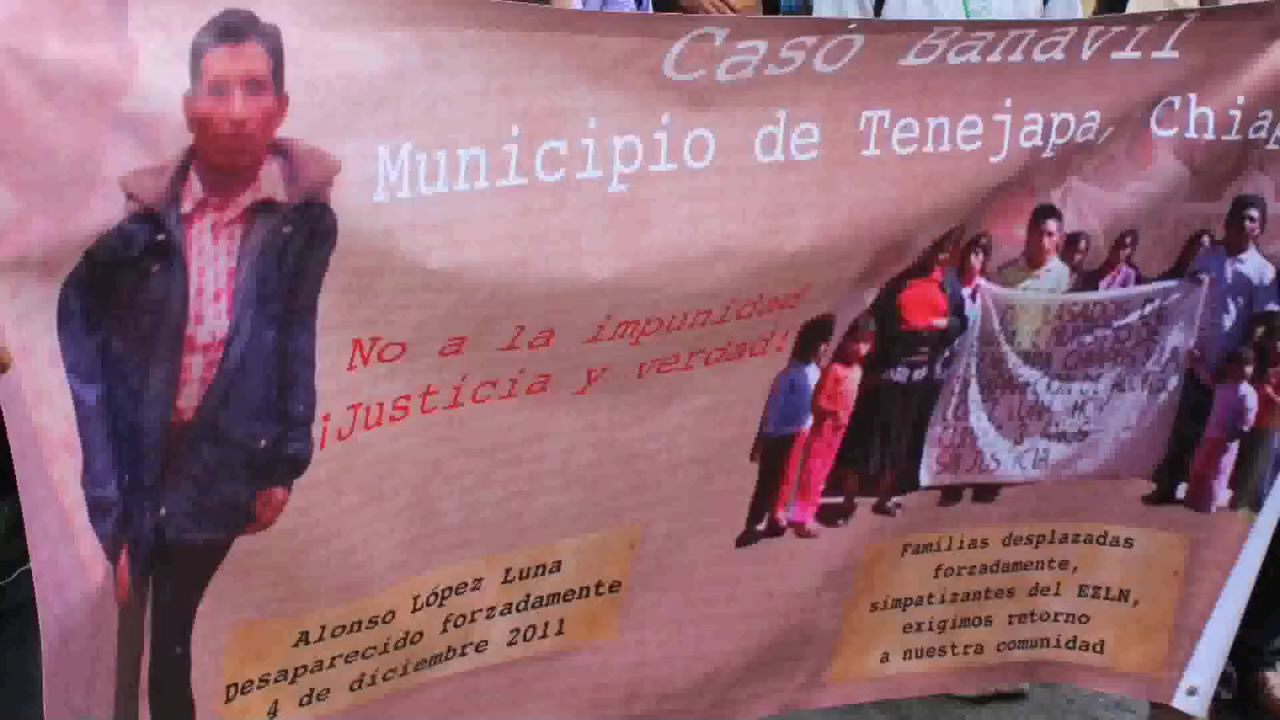 Casó Banavil
Municipio de Tenejapa, Chiap
No a la impunidad
¡Justicia y verdad!
Alonso López Luna
Desaparecido forzadamente
4 de diciembre 2011
Familias desplazadas
forzadamente,
simpatizantes del EZLN,
exigimos retorno
a nuestra comunidad